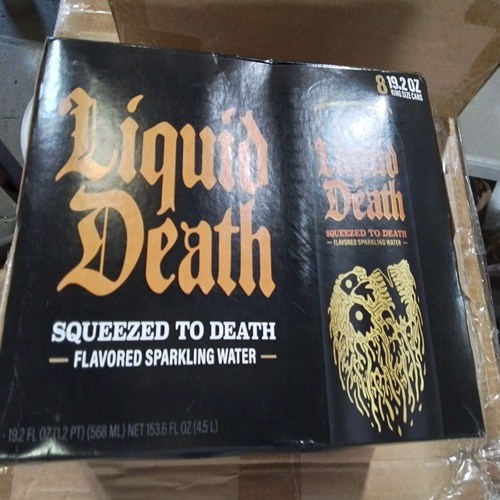 8 19.2 OZ
KING SIZE CANS
Liquid
Death
SQUEEZED TO DEATH
FLAVORED SPARKLING WATER
Liquid
Death
SQUEEZED TO DEATH
FLAVORED SPARKLING WATER
19.2 FL OZ (1.2 PT) (568 ML) NET 153.6 FL OZ (4.5 L)